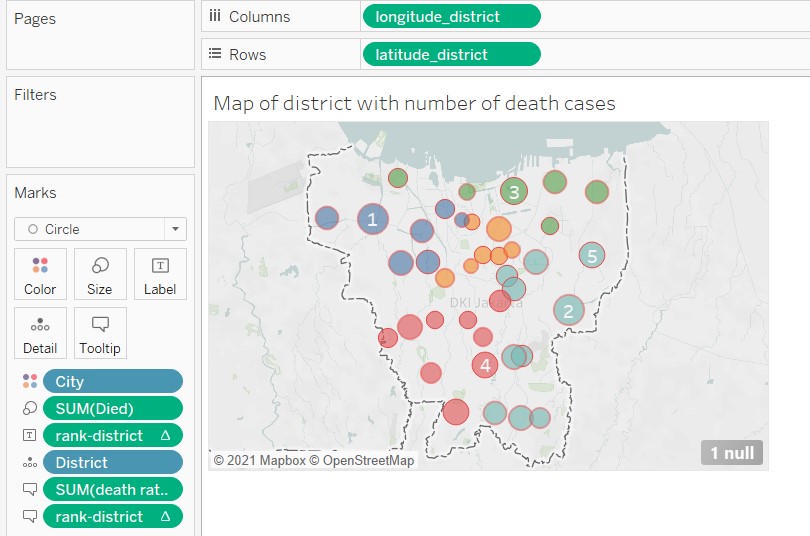 Pages
Columns
longitude_district
Rows
latitude_district
Filters
Map of district with number of death cases
Marks
Circle
Color
Size
Label
Detail
Tooltip
City
SUM(Died)
rank-district Δ
District
SUM(death rat..
rank-district Δ
3
1
5
DKI Jakarta
2
4
© 2021 Mapbox © OpenStreetMap
1 null